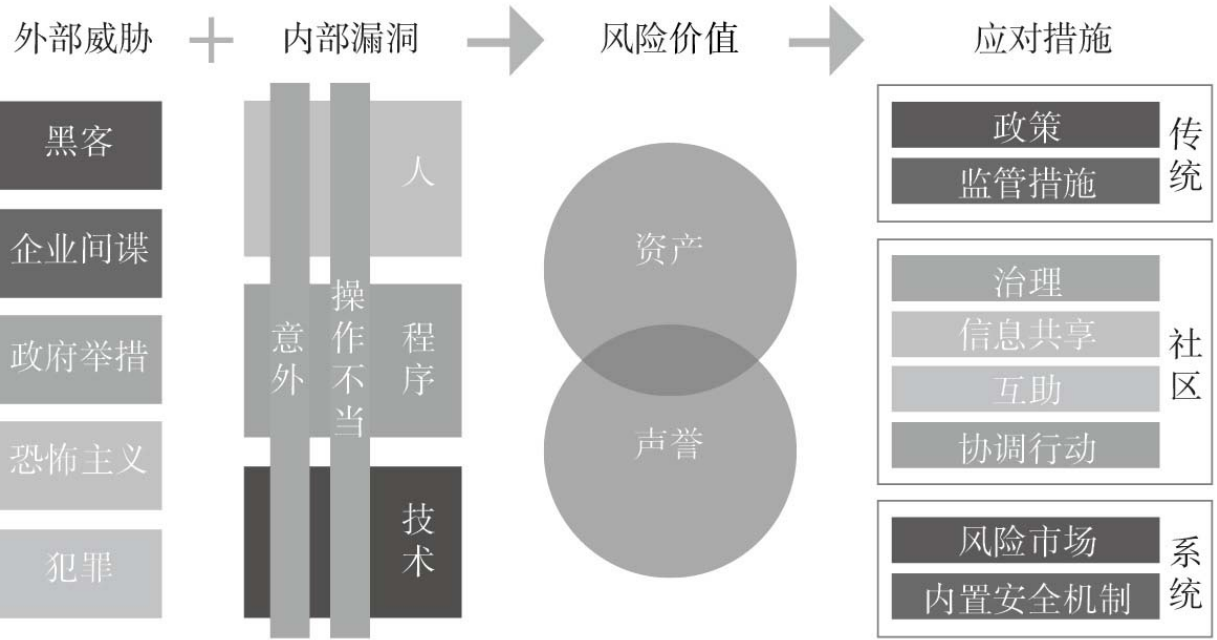 外部威胁 + 内部漏洞 风险价值 应对措施
黑客
企业间谍
政府举措
恐怖主义
犯罪
意外
操作不当
人
程序
技术
资产
声誉
政策
监管措施
传统
治理
信息共享
互助
协调行动
社区
风险市场
内置安全机制
系统